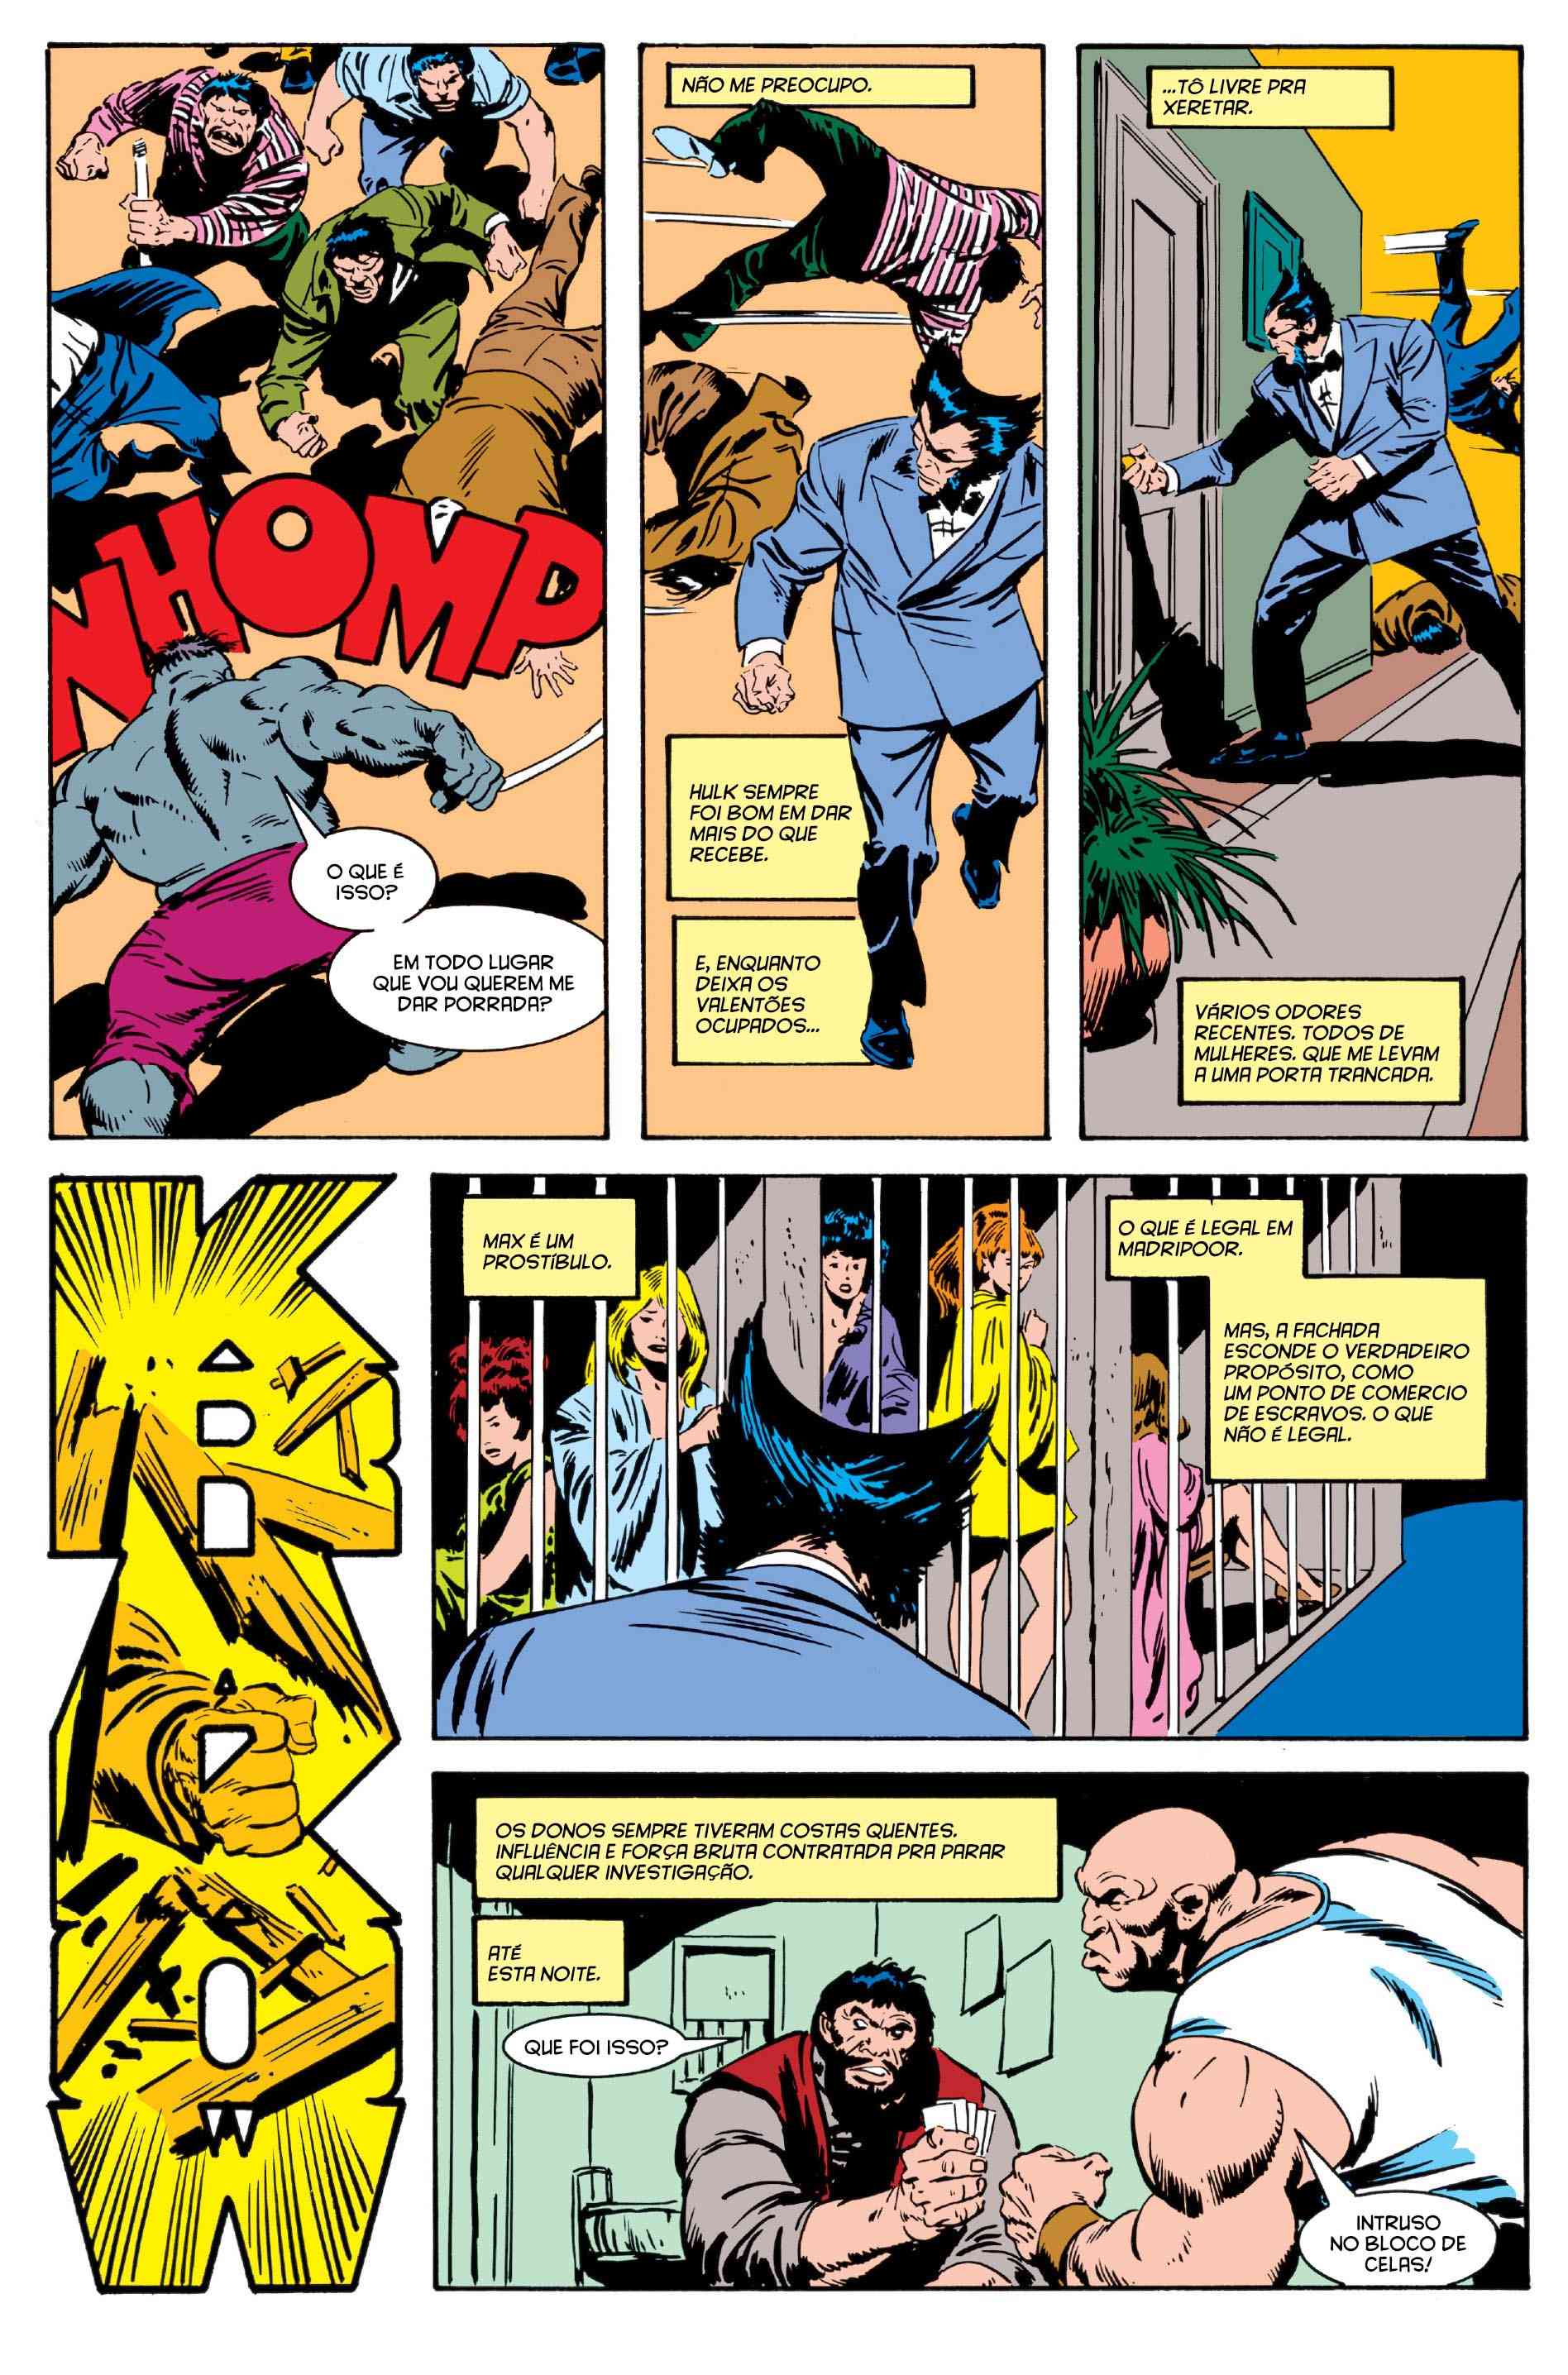 WHOMP
O QUE É
ISSO?
EM TODO LUGAR
QUE VOU QUEREM ME
DAR PORRADA?
NÃO ME PREOCUPO.
HULK SEMPRE
FOI BOM EM DAR
MAIS DO QUE
RECEBE.
E, ENQUANTO
DEIXA OS
VALENTÕES
OCUPADOS...
...TÔ LIVRE PRA
XERETAR.
VÁRIOS ODORES
RECENTES. TODOS DE
MULHERES. QUE ME LEVAM
A UMA PORTA TRANCADA.
KABAROW
MAX É UM
PROSTÍBULO.
O QUE É LEGAL EM
MADRIPOOR.
MAS, A FACHADA
ESCONDE O VERDADEIRO
PROPÓSITO, COMO
UM PONTO DE COMERCIO
DE ESCRAVOS. O QUE
NÃO É LEGAL.
OS DONOS SEMPRE TIVERAM COSTAS QUENTES.
INFLUÊNCIA E FORÇA BRUTA CONTRATADA PRA PARAR
QUALQUER INVESTIGAÇÃO.
ATÉ
ESTA NOITE.
QUE FOI ISSO?
INTRUSO
NO BLOCO DE
CELAS!